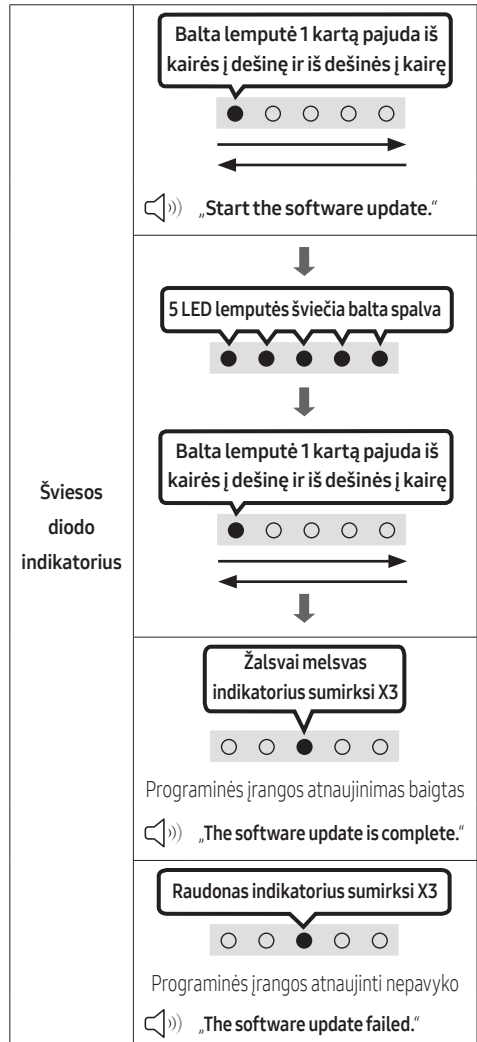 Šviesos
diodo
indikatorius
Balta lemputė 1 kartą pajuda iš
kairės į dešinę ir iš dešinės į kairę
„Start the software update.“
5 LED lemputės šviečia balta spalva
Balta lemputė 1 kartą pajuda iš
kairės į dešinę ir iš dešinės į kairę
Žalsvai melsvas
indikatorius sumirksi X3
Programinės įrangos atnaujinimas baigtas
„The software update is complete.“
Raudonas indikatorius sumirksi X3
Programinės įrangos atnaujinti nepavyko
„The software update failed.“